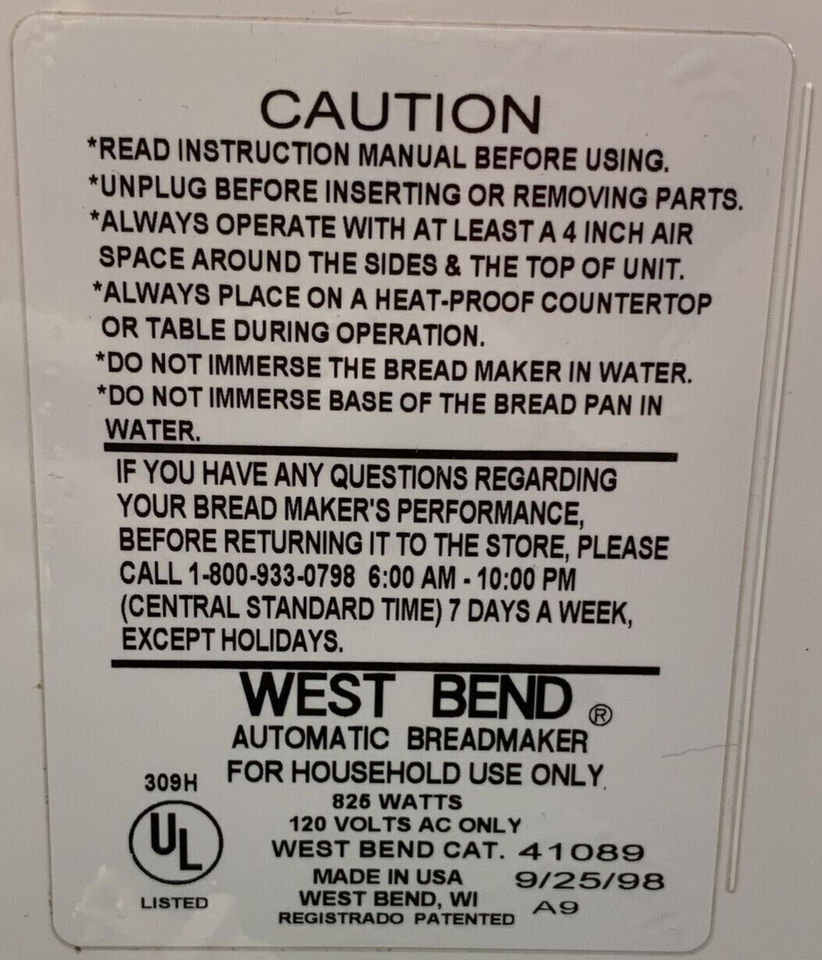 CAUTION
*READ INSTRUCTION MANUAL BEFORE USING.
*UNPLUG BEFORE INSERTING OR REMOVING PARTS.
*ALWAYS OPERATE WITH AT LEAST A 4 INCH AIR
SPACE AROUND THE SIDES & THE TOP OF UNIT.
*ALWAYS PLACE ON A HEAT-PROOF COUNTERTOP
OR TABLE DURING OPERATION.
*DO NOT IMMERSE THE BREAD MAKER IN WATER.
*DO NOT IMMERSE BASE OF THE BREAD PAN IN
WATER.
IF YOU HAVE ANY QUESTIONS REGARDING
YOUR BREAD MAKER'S PERFORMANCE,
BEFORE RETURNING IT TO THE STORE, PLEASE
CALL 1-800-933-0798 6:00 AM - 10:00 PM
(CENTRAL STANDARD TIME) 7 DAYS A WEEK,
EXCEPT HOLIDAYS.
WEST BEND ®
AUTOMATIC BREADMAKER
FOR HOUSEHOLD USE ONLY.
309H
UL
LISTED
825 WATTS
120 VOLTS AC ONLY
WEST BEND CAT. 41089
MADE IN USA 9/25/98
WEST BEND, WI A9
REGISTRADO PATENTED